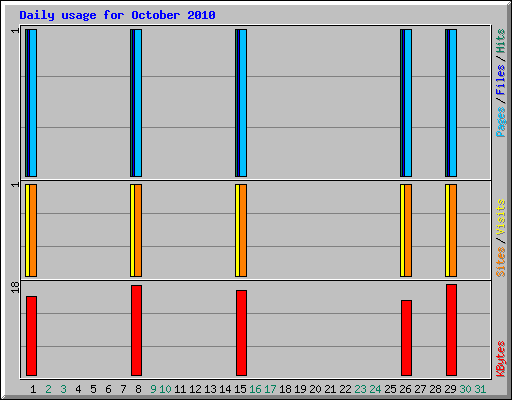 Daily usage for October 2010
1
Pages / Files / Hits
1
Sites / Visits
18
KBytes
1 2 3 4 5 6 7 8 9 10 11 12 13 14 15 16 17 18 19 20 21 22 23 24 25 26 27 28 29 30 31